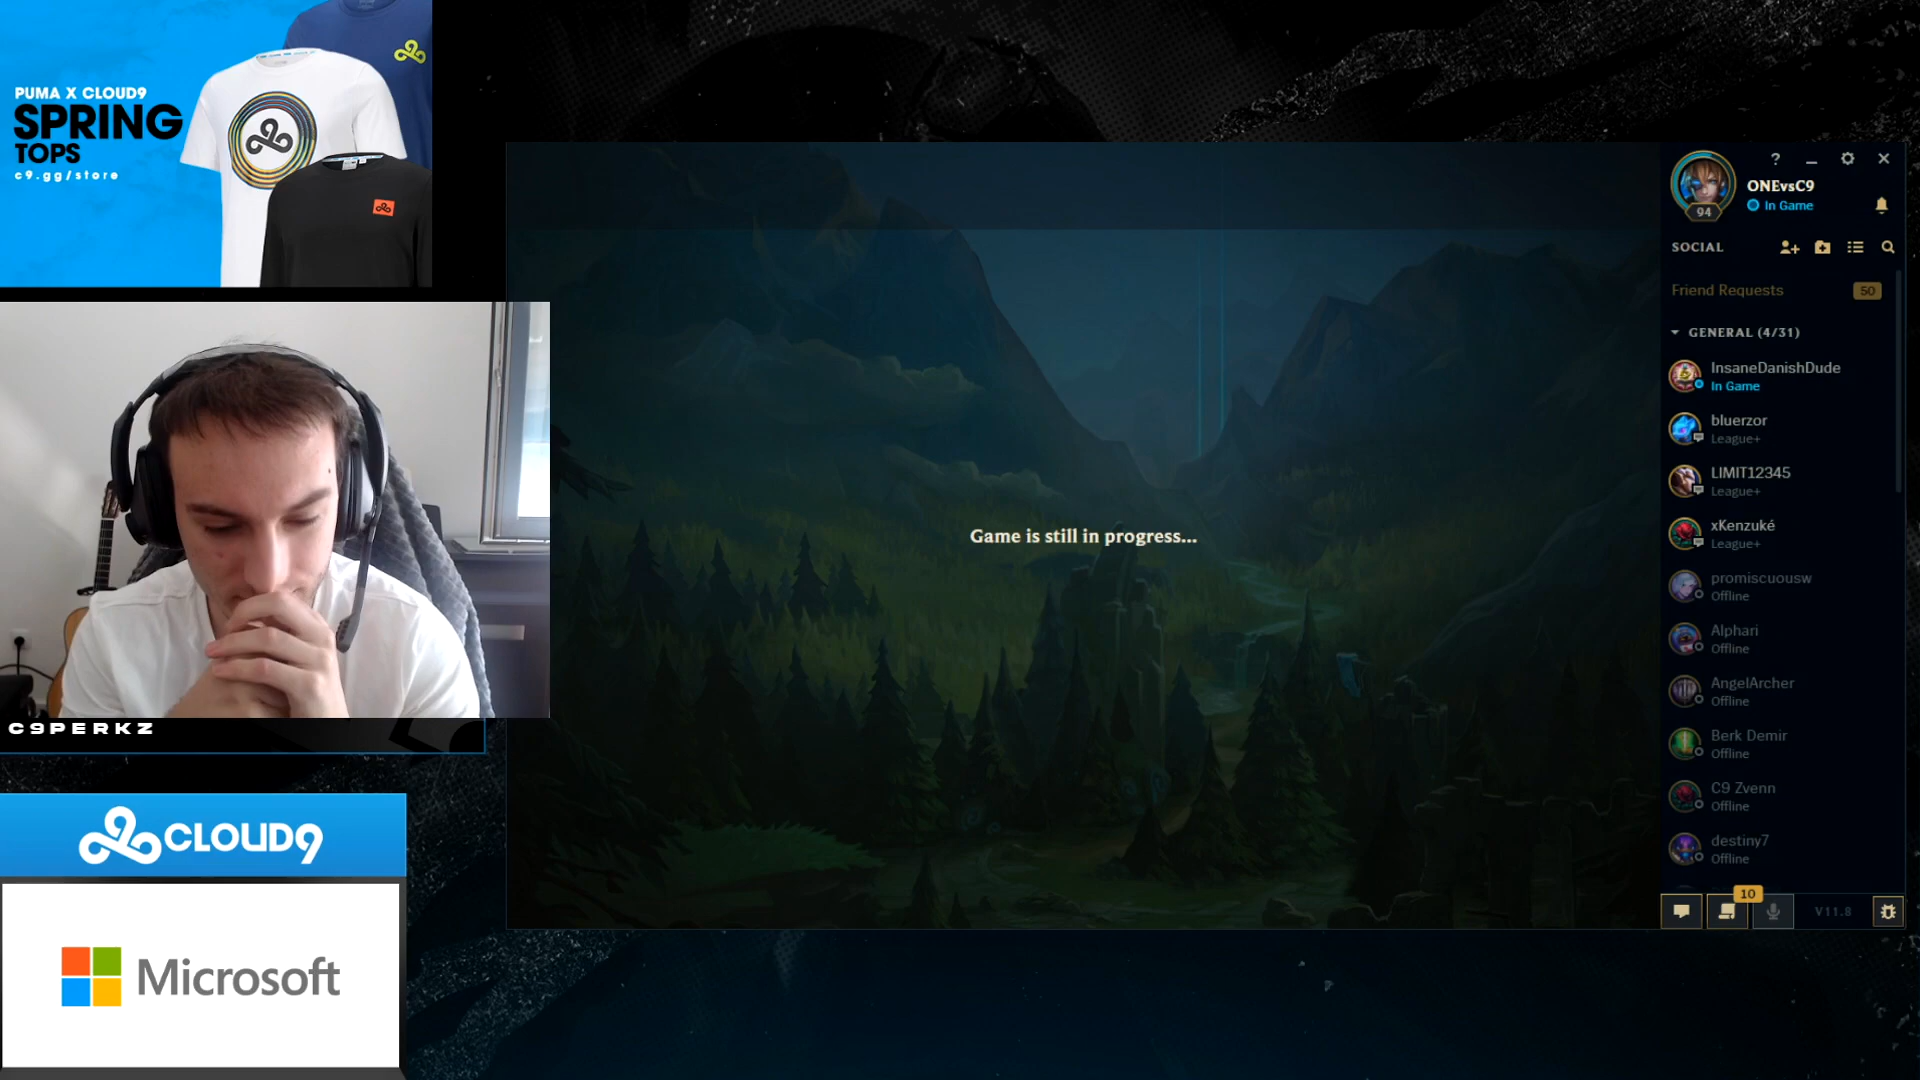 PUMA X CLOUD9
SPRING
TOPS
c9.gg/store
C9PERKZ
CLOUD9
Microsoft
Game is still in progress...
?
94
ONEvsC9
In Game
SOCIAL
Friend Requests
50
GENERAL (4/31)
InsaneDanishDude
In Game
bluerzor
League+
LIMIT12345
League+
xKenzuké
League+
promiscuousw
Offline
Alphari
Offline
AngelArcher
Offline
Berk Demir
Offline
C9 Zvenn
Offline
destiny7
Offline
10
V11.8